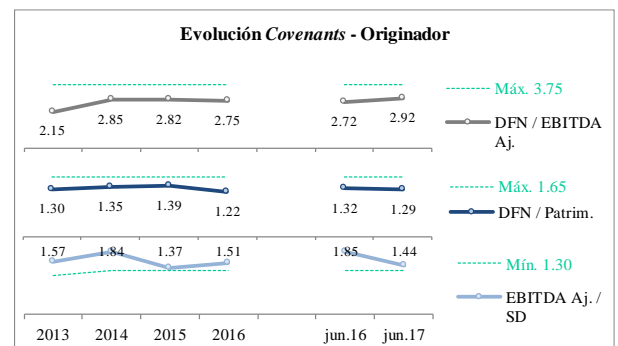 Evolución Covenants - Originador
Máx. 3.75
2.15 2.85 2.82 2.75 2.72 2.92
DFN / EBITDA
Aj.
Máx. 1.65
1.30 1.35 1.39 1.22 1.32 1.29
DFN / Patrim.
1.57 1.84 1.37 1.51 1.85 1.44
Mín. 1.30
EBITDA Aj. /
SD
2013 2014 2015 2016 jun.16 jun.17